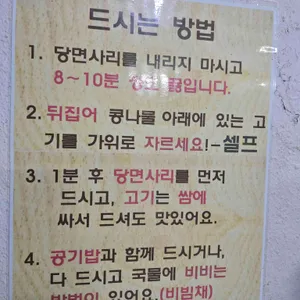 드시는 방법
1. 당면사리를 내리지 마시고
8~10분 끓입니다.
2. 뒤집어 콩나물 아래에 있는 고
기를 가위로 자르세요!-셀프
3. 1분 후 당면사리를 먼저
드시고, 고기는 쌈에
싸서 드셔도 맛있어요.
4. 공기밥과 함께 드시거나,
다 드시고 국물에 비비는
방법이 있어요.(비빔채)